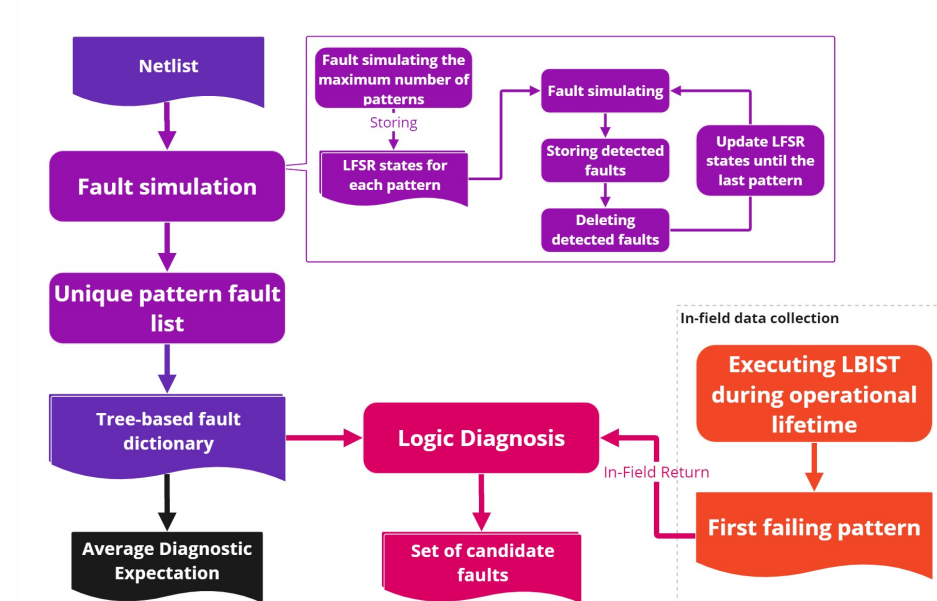 Netlist
Fault simulating the
maximum number of
patterns
Storing
LFSR states for
each pattern
Fault simulating
Storing detected
faults
Deleting
detected faults
Update LFSR
states until the
last pattern
Fault simulation
Unique pattern fault
list
Tree-based fault
dictionary
Average Diagnostic
Expectation
Logic Diagnosis
Set of candidate
faults
In-Field Return
In-field data collection
Executing LBIST
during operational
lifetime
First failing pattern